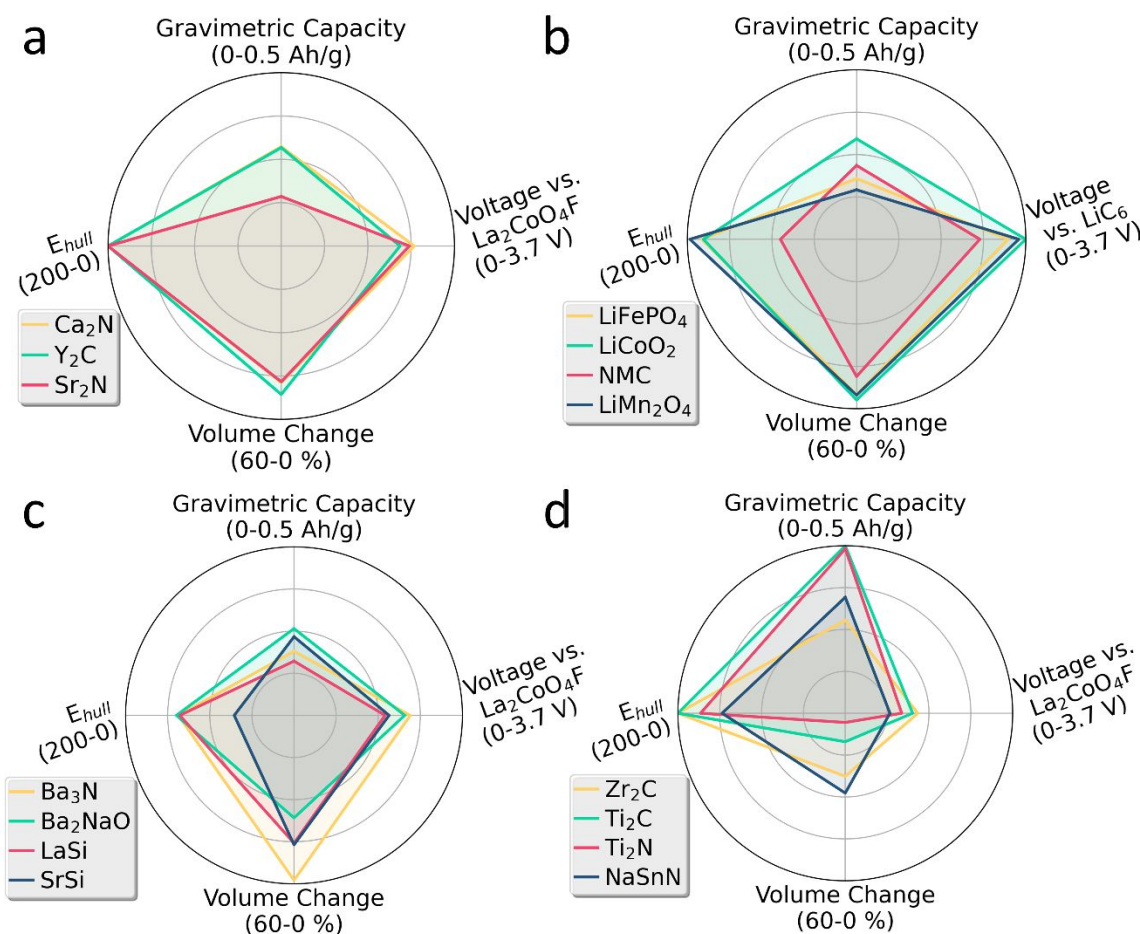 a
Gravimetric Capacity
(0-0.5 Ah/g)
Voltage vs.
La₂CoO₄F
(0-3.7 V)
E_hull
(200-0)
Volume Change
(60-0 %)
Ca₂N
Y₂C
Sr₂N
b
Gravimetric Capacity
(0-0.5 Ah/g)
Voltage
vs. LiC₆
(0-3.7 V)
E_hull
(200-0)
Volume Change
(60-0 %)
LiFePO₄
LiCoO₂
NMC
LiMn₂O₄
c
Gravimetric Capacity
(0-0.5 Ah/g)
Voltage vs.
La₂CoO₄F
(0-3.7 V)
E_hull
(200-0)
Volume Change
(60-0 %)
Ba₃N
Ba₂NaO
LaSi
SrSi
d
Gravimetric Capacity
(0-0.5 Ah/g)
Voltage vs.
La₂CoO₄F
(0-3.7 V)
E_hull
(200-0)
Volume Change
(60-0 %)
Zr₂C
Ti₂C
Ti₂N
NaSnN